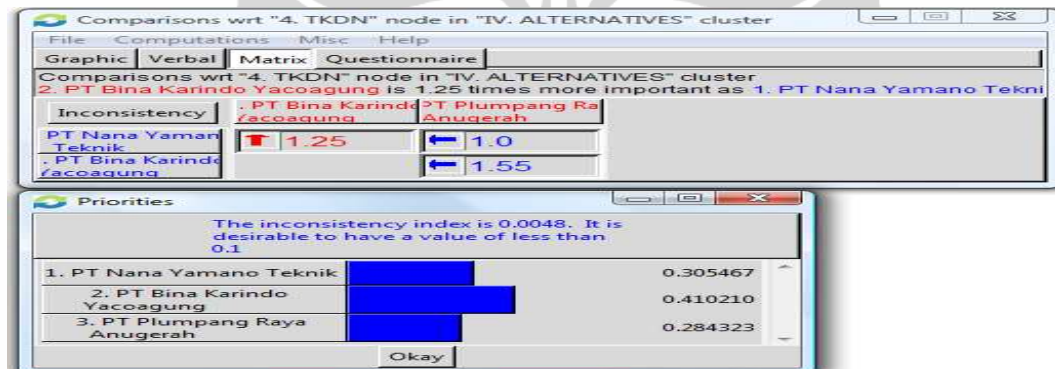 Comparisons wrt "4. TKDN" node in "IV. ALTERNATIVES" cluster
File Computations Misc Help
Graphic Verbal Matrix Questionnaire
Comparisons wrt "4. TKDN" node in "IV. ALTERNATIVES" cluster
2. PT Bina Karindo Yacoagung is 1.25 times more important as 1. PT Nana Yamano Tekni
Inconsistency
. PT Bina Karindo
Yacoagung
PT Plumpang Ra
Anugerah
PT Nana Yaman
Teknik
1.25
1.0
. PT Bina Karindo
Yacoagung
1.55
Priorities
The inconsistency index is 0.0048. It is
desirable to have a value of less than
0.1
1. PT Nana Yamano Teknik 0.305467
2. PT Bina Karindo
Yacoagung 0.410210
3. PT Plumpang Raya
Anugerah 0.284323
Okay